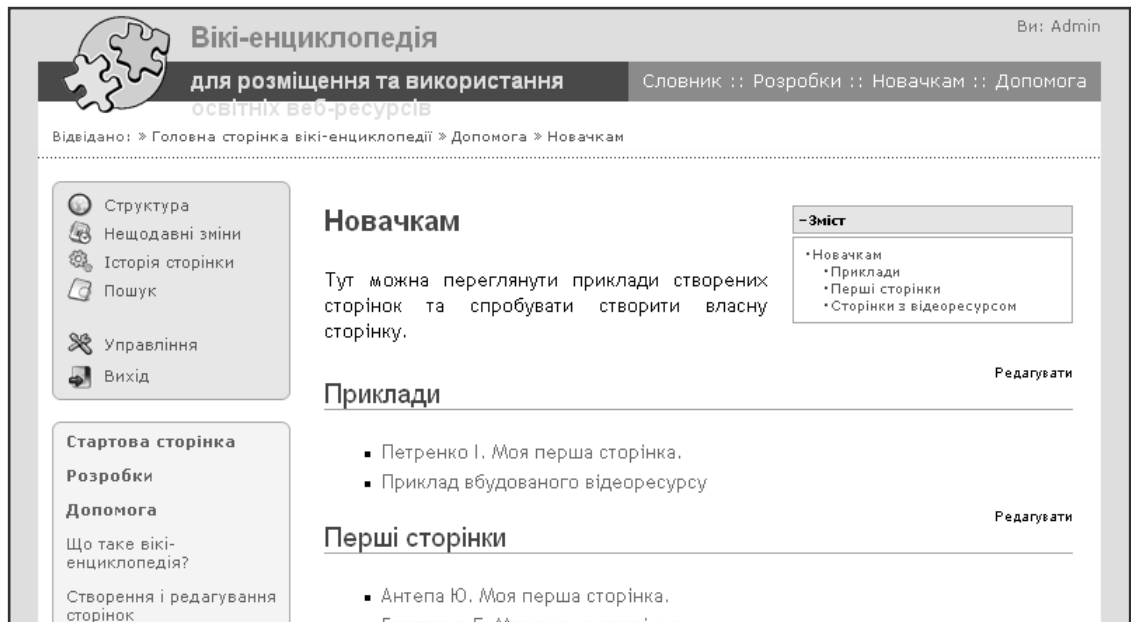 Вікі-енциклопедія
Ви: Admin
для розміщення та використання
Словник :: Розробки :: Новачкам :: Допомога
освітніх веб-ресурсів
Відвідано: » Головна сторінка вікі-енциклопедії » Допомога » Новачкам
Структура
Нещодавні зміни
Історія сторінки
Пошук
Управління
Вихід
Стартова сторінка
Розробки
Допомога
Що таке вікі-
енциклопедія?
Створення і редагування
сторінок
Новачкам
Тут можна переглянути приклади створених
сторінок та спробувати створити власну
сторінку.
−Зміст
•Новачкам
•Приклади
•Перші сторінки
•Сторінки з відеоресурсом
Редагувати
Приклади
▪ Петренко І. Моя перша сторінка.
▪ Приклад вбудованого відеоресурсу
Редагувати
Перші сторінки
▪ Антепа Ю. Моя перша сторінка.